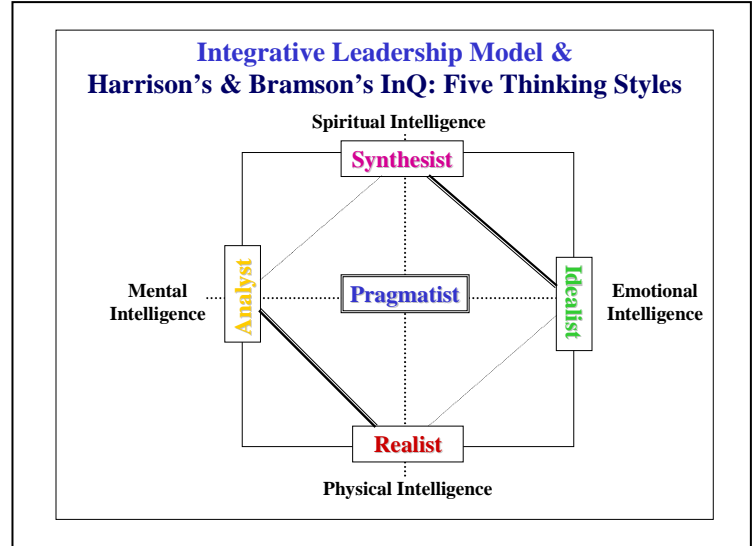 Integrative Leadership Model &
Harrison's & Bramson's InQ: Five Thinking Styles
Spiritual Intelligence
Synthesist
Analyst
Mental
Intelligence
Pragmatist
Idealist
Emotional
Intelligence
Realist
Physical Intelligence